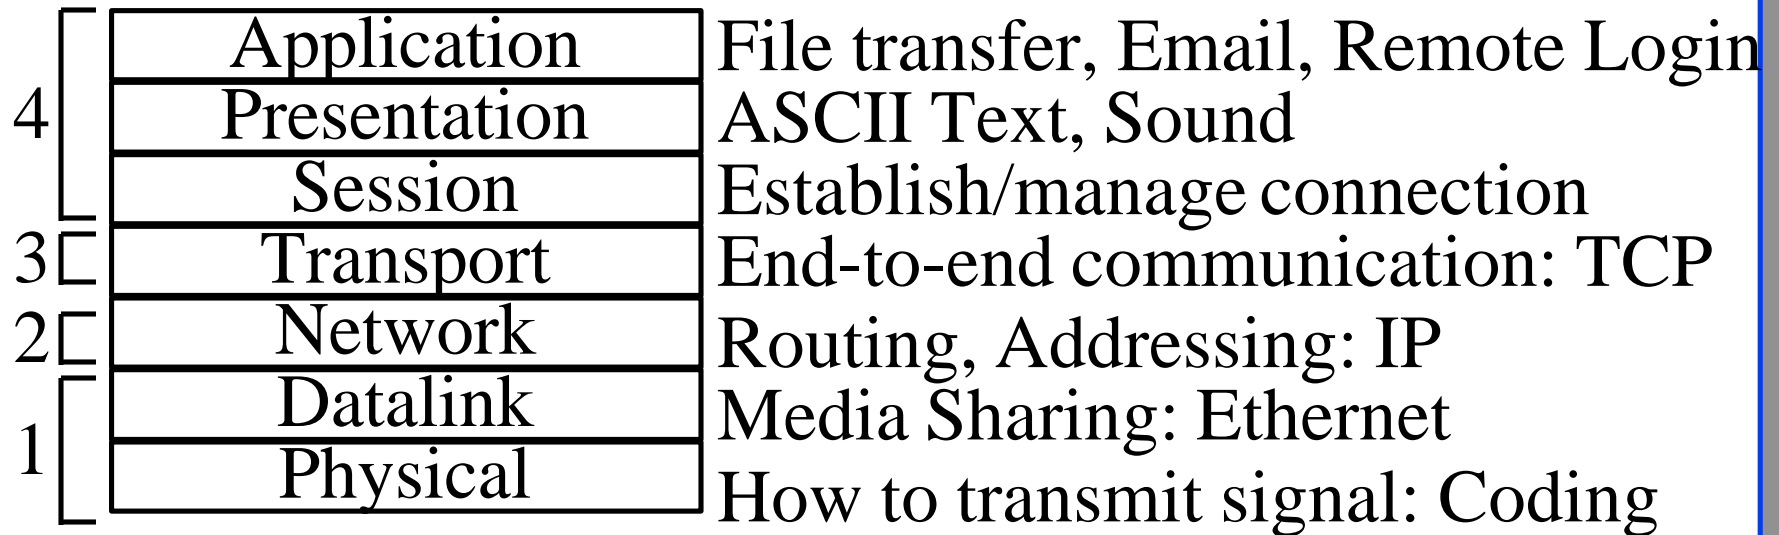 4
Application File transfer, Email, Remote Login
Presentation ASCII Text, Sound
Session Establish/manage connection
3 Transport End-to-end communication: TCP
2 Network Routing, Addressing: IP
1
Datalink Media Sharing: Ethernet
Physical How to transmit signal: Coding